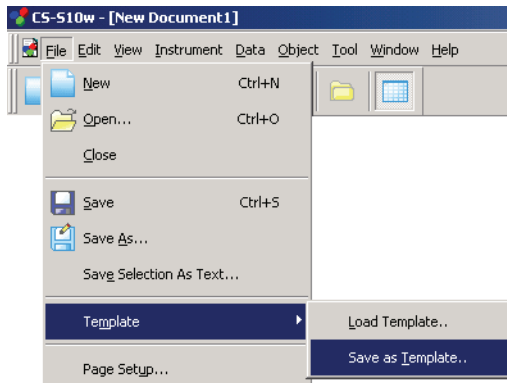 CS-S10w - [New Document1]
File Edit View Instrument Data Object Tool Window Help
New Ctrl+N
Open... Ctrl+O
Close
Save Ctrl+S
Save As...
Save Selection As Text...
Template
Load Template..
Save as Template..
Page Setup...